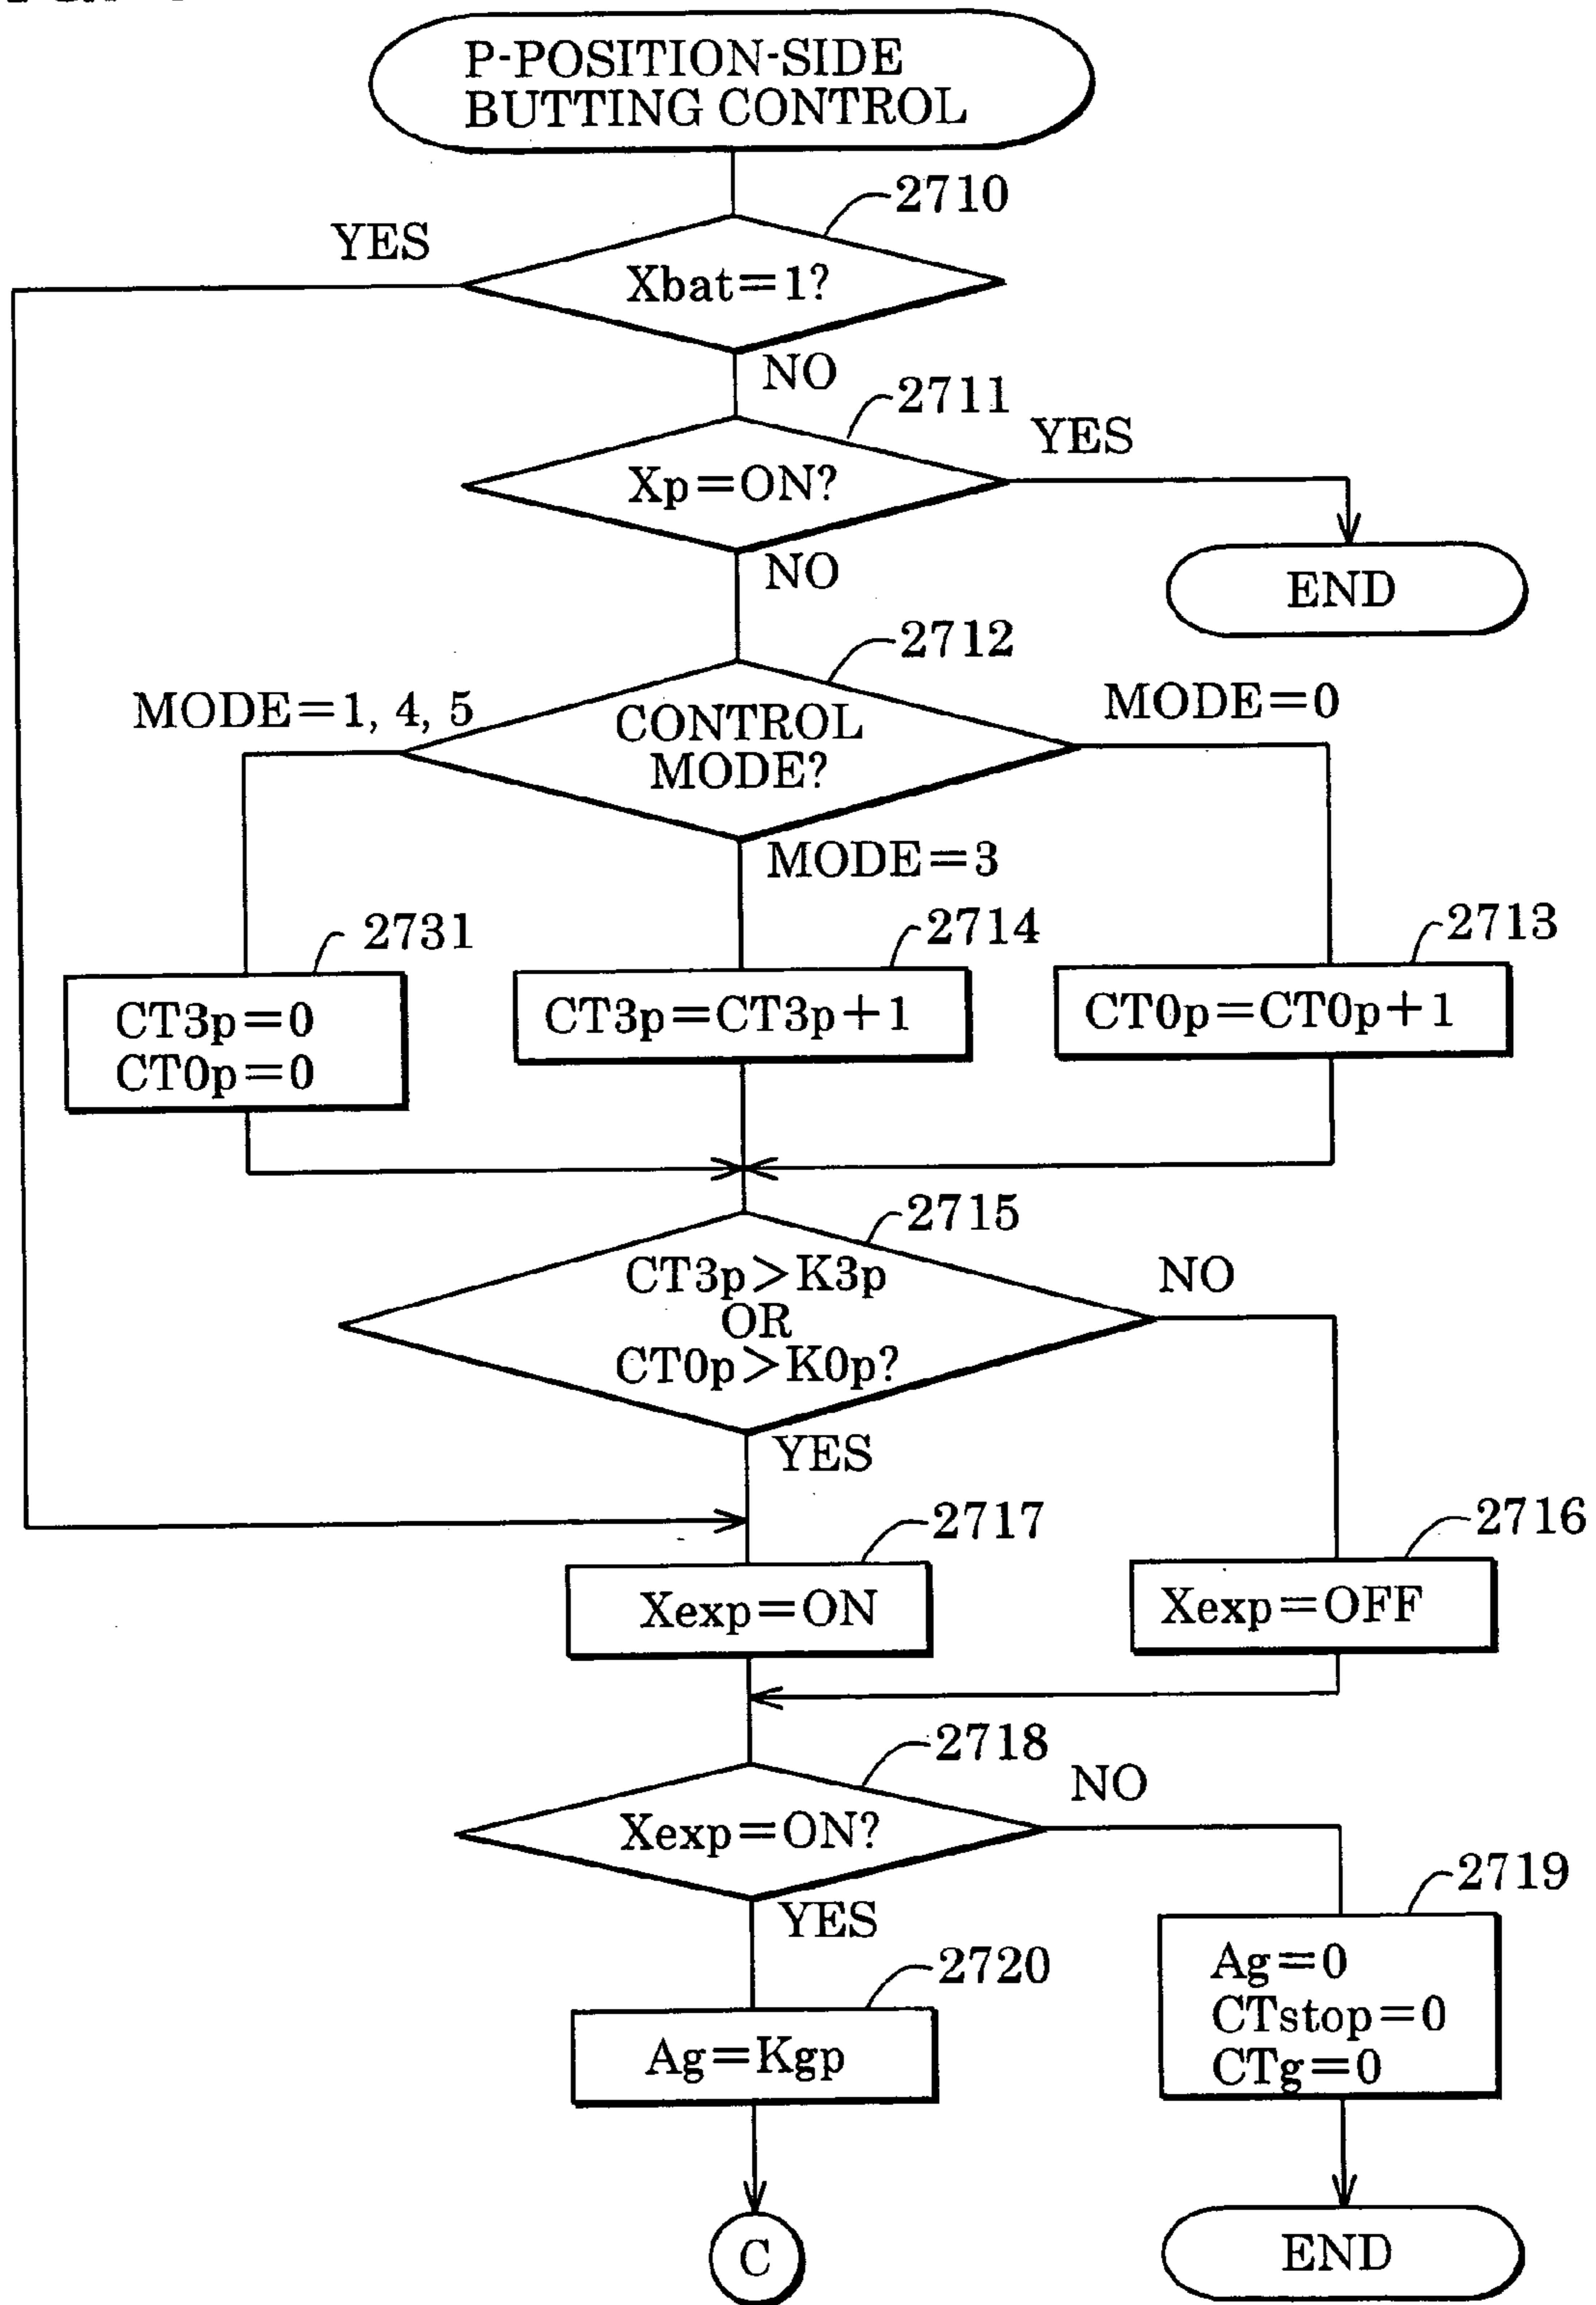 P-POSITION-SIDE
BUTTING CONTROL
2710
YES
Xbat=1?
NO
2711
YES
Xp=ON?
NO
END
2712
MODE=1, 4, 5
CONTROL
MODE?
MODE=0
MODE=3
2731
2714
2713
CT3p=0
CT0p=0
CT3p=CT3p+1
CT0p=CT0p+1
2715
CT3p>K3p
OR
CT0p>K0p?
NO
YES
2717
2716
Xexp=ON
Xexp=OFF
2718
NO
Xexp=ON?
YES
2719
2720
Ag=0
CTstop=0
CTg=0
Ag=Kgp
C
END